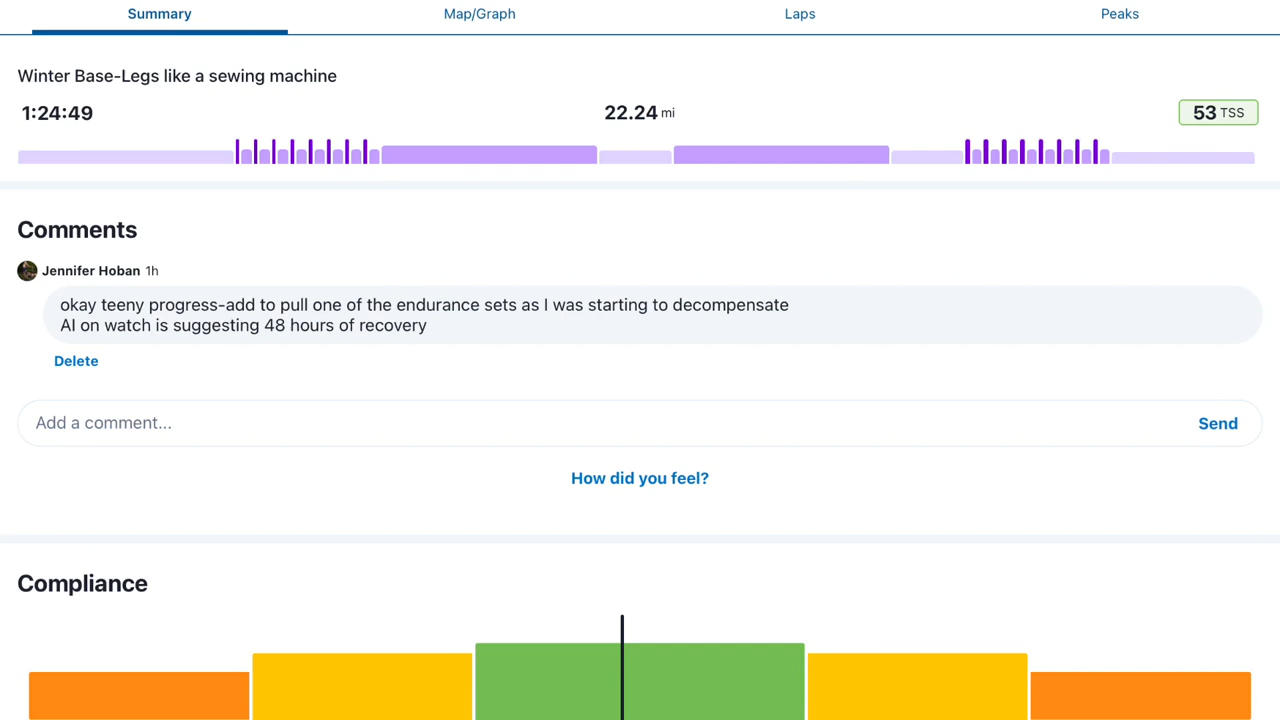 Summary
Map/Graph
Laps
Peaks
Winter Base-Legs like a sewing machine
1:24:49
22.24 mi
53 TSS
Comments
Jennifer Hoban 1h
okay teeny progress-add to pull one of the endurance sets as I was starting to decompensate
AI on watch is suggesting 48 hours of recovery
Delete
Add a comment...
Send
How did you feel?
Compliance